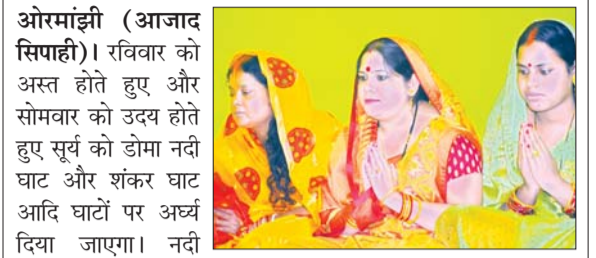 ओरमांझी (आजाद
सिपाही)। रविवार को
अस्त होते हुए और
सोमवार को उदय होते
हुए सूर्य को डोमा नदी
घाट और शंकर घाट
आदि घाटों पर अर्घ्य
दिया जाएगा। नदी